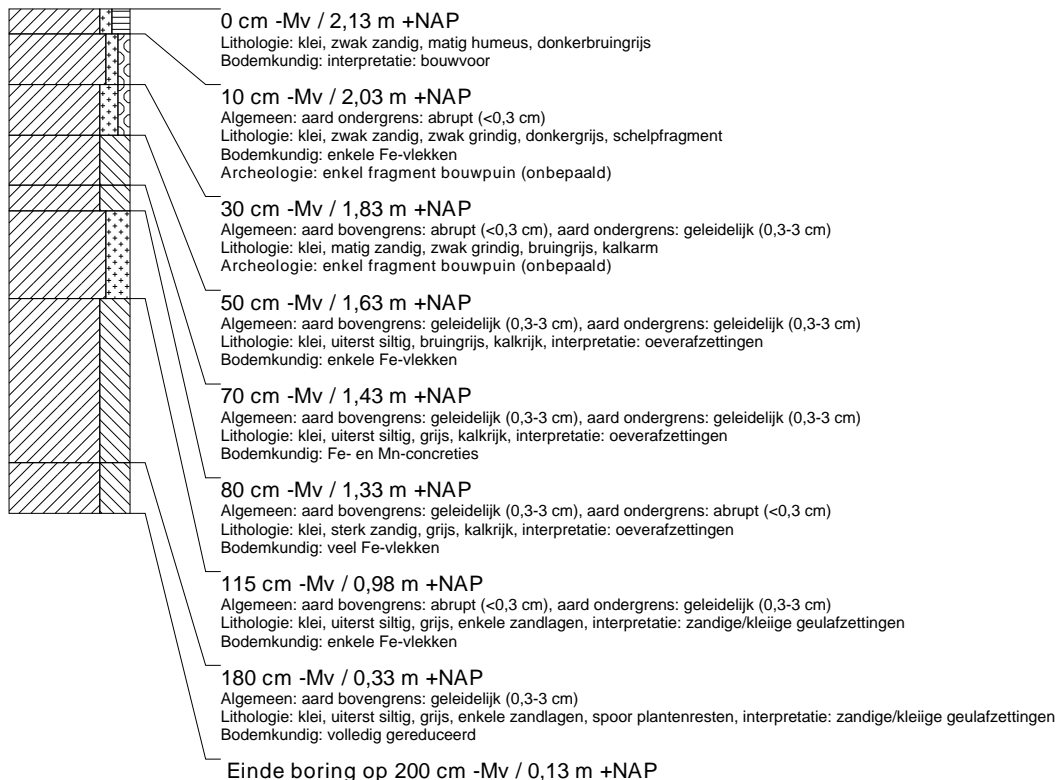 0 cm -Mv / 2,13 m +NAP
Lithologie: klei, zwak zandig, matig humeus, donkerbruingrijs
Bodemkundig: interpretatie: bouwvoor
10 cm -Mv / 2,03 m +NAP
Algemeen: aard ondergrens: abrupt (<0,3 cm)
Lithologie: klei, zwak zandig, zwak grindig, donkergrijs, schelpfragment
Bodemkundig: enkele Fe-vlekken
Archeologie: enkel fragment bouwpuin (onbepaald)
30 cm -Mv / 1,83 m +NAP
Algemeen: aard bovengrens: abrupt (<0,3 cm), aard ondergrens: geleidelijk (0,3-3 cm)
Lithologie: klei, matig zandig, zwak grindig, bruingrijs, kalkarm
Archeologie: enkel fragment bouwpuin (onbepaald)
50 cm -Mv / 1,63 m +NAP
Algemeen: aard bovengrens: geleidelijk (0,3-3 cm), aard ondergrens: geleidelijk (0,3-3 cm)
Lithologie: klei, uiterst siltig, bruingrijs, kalkrijk, interpretatie: oeverafzettingen
Bodemkundig: enkele Fe-vlekken
70 cm -Mv / 1,43 m +NAP
Algemeen: aard bovengrens: geleidelijk (0,3-3 cm), aard ondergrens: geleidelijk (0,3-3 cm)
Lithologie: klei, uiterst siltig, grijs, kalkrijk, interpretatie: oeverafzettingen
Bodemkundig: Fe- en Mn-concreties
80 cm -Mv / 1,33 m +NAP
Algemeen: aard bovengrens: geleidelijk (0,3-3 cm), aard ondergrens: abrupt (<0,3 cm)
Lithologie: klei, sterk zandig, grijs, kalkrijk, interpretatie: oeverafzettingen
Bodemkundig: veel Fe-vlekken
115 cm -Mv / 0,98 m +NAP
Algemeen: aard bovengrens: abrupt (<0,3 cm), aard ondergrens: geleidelijk (0,3-3 cm)
Lithologie: klei, uiterst siltig, grijs, enkele zandlagen, interpretatie: zandige/kleiige geulafzettingen
Bodemkundig: enkele Fe-vlekken
180 cm -Mv / 0,33 m +NAP
Algemeen: aard bovengrens: geleidelijk (0,3-3 cm)
Lithologie: klei, uiterst siltig, grijs, enkele zandlagen, spoor plantenresten, interpretatie: zandige/kleiige geulafzettingen
Bodemkundig: volledig gereduceerd
Einde boring op 200 cm -Mv / 0,13 m +NAP